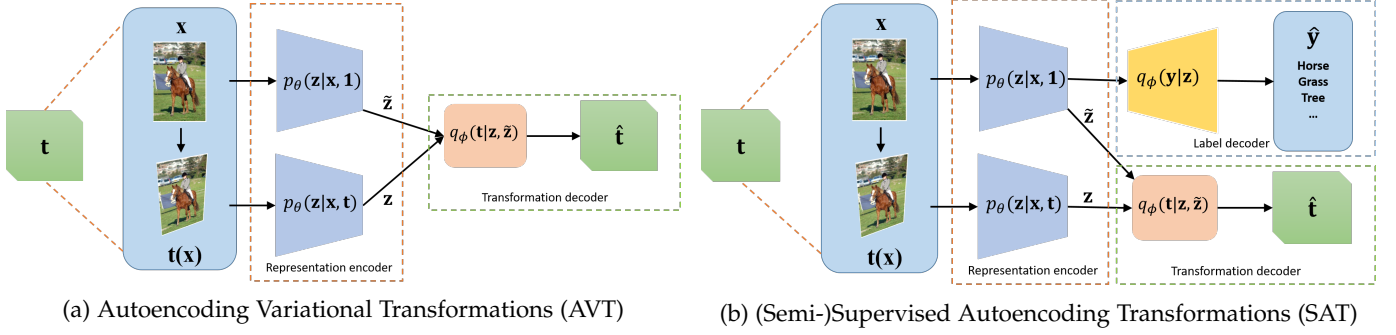 t
x
t(x)
pθ(z|x, 1)
z̃
pθ(z|x, t)
z
Representation encoder
qϕ(t|z, z̃)
t̂
Transformation decoder
(a) Autoencoding Variational Transformations (AVT)
t
x
t(x)
pθ(z|x, 1)
z̃
pθ(z|x, t)
z
Representation encoder
qϕ(y|z)
ŷ
Horse
Grass
Tree
...
Label decoder
qϕ(t|z, z̃)
t̂
Transformation decoder
(b) (Semi-)Supervised Autoencoding Transformations (SAT)